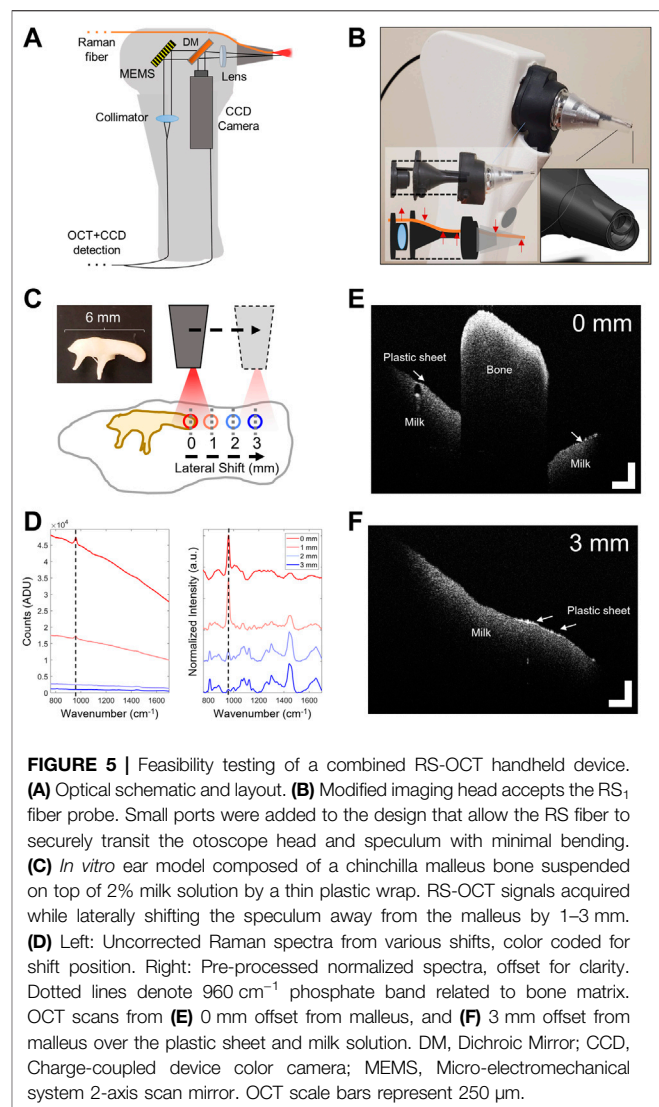 A
Raman
fiber
DM
MEMS
Lens
Collimator
CCD
Camera
OCT+CCD
detection
B
C
6 mm
0 1 2 3
Lateral Shift (mm)
D
×10⁴
Counts (ADU)
4.5
4
3.5
3
2.5
2
1.5
1
0.5
0
800 1000 1200 1400 1600
Wavenumber (cm⁻¹)
Normalized Intensity (a.u.)
0 mm
1 mm
2 mm
3 mm
800 1000 1200 1400 1600
Wavenumber (cm⁻¹)
E
0 mm
Plastic sheet
Bone
Milk
Milk
F
3 mm
Plastic sheet
Milk
FIGURE 5 | Feasibility testing of a combined RS-OCT handheld device.
(A) Optical schematic and layout. (B) Modified imaging head accepts the RS₁
fiber probe. Small ports were added to the design that allow the RS fiber to
securely transit the otoscope head and speculum with minimal bending.
(C) In vitro ear model composed of a chinchilla malleus bone suspended
on top of 2% milk solution by a thin plastic wrap. RS-OCT signals acquired
while laterally shifting the speculum away from the malleus by 1–3 mm.
(D) Left: Uncorrected Raman spectra from various shifts, color coded for
shift position. Right: Pre-processed normalized spectra, offset for clarity.
Dotted lines denote 960 cm⁻¹ phosphate band related to bone matrix.
OCT scans from (E) 0 mm offset from malleus, and (F) 3 mm offset from
malleus over the plastic sheet and milk solution. DM, Dichroic Mirror; CCD,
Charge-coupled device color camera; MEMS, Micro-electromechanical
system 2-axis scan mirror. OCT scale bars represent 250 μm.